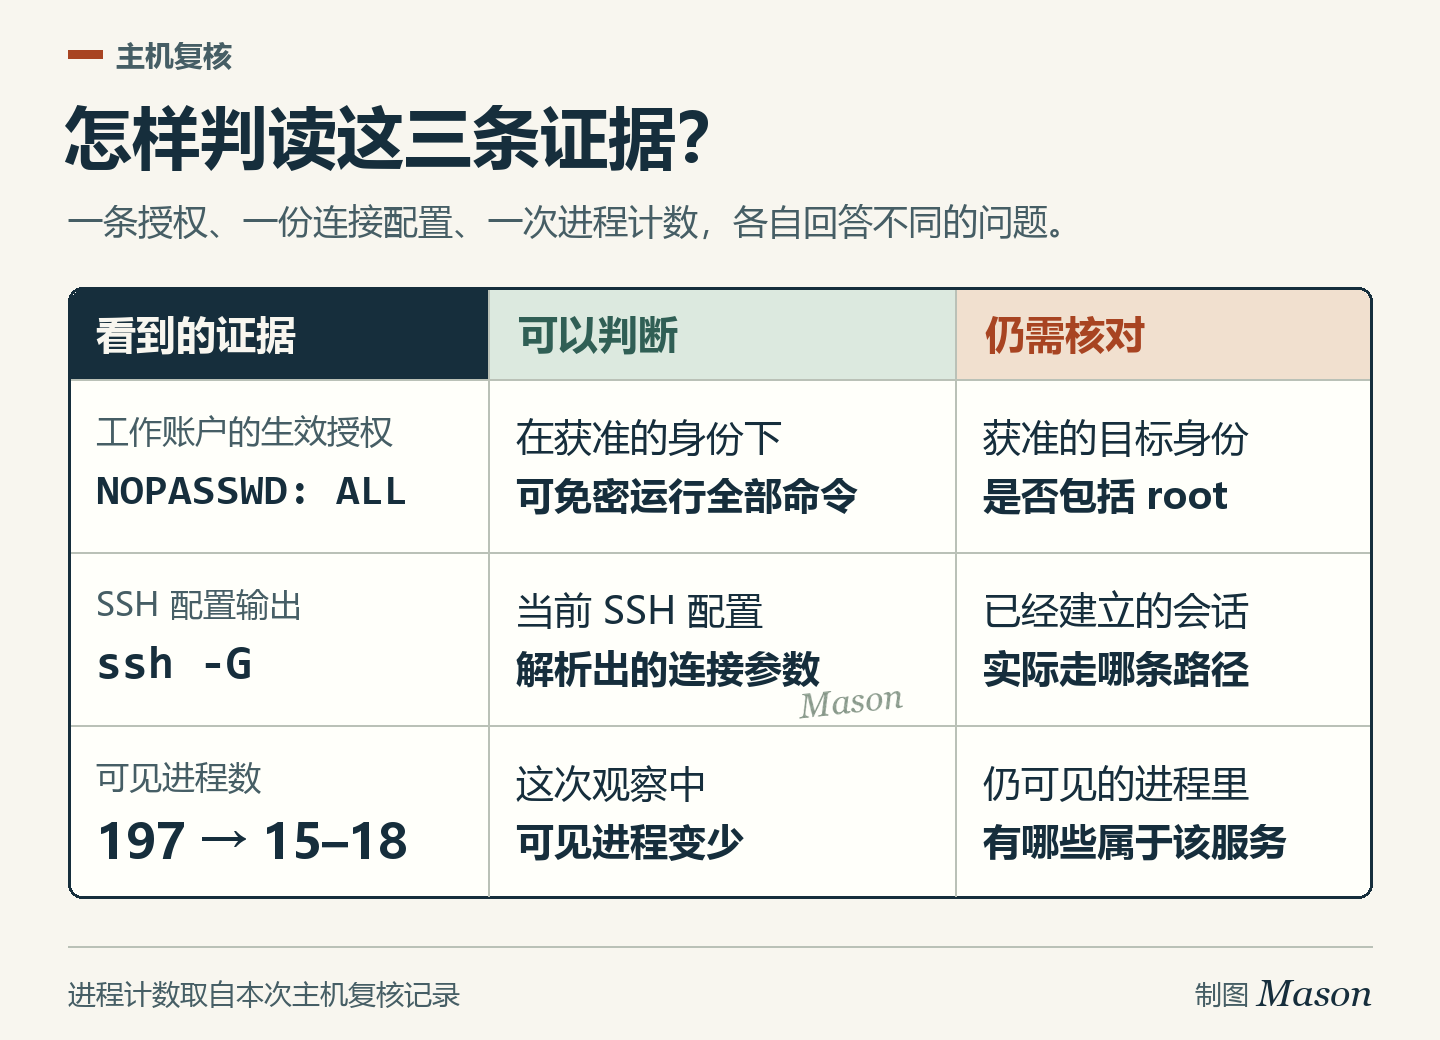 主机复核
怎样判读这三条证据？
一条授权、一份连接配置、一次进程计数，各自回答不同的问题。
看到的证据
可以判断
仍需核对
工作账户的生效授权
NOPASSWD: ALL
在获准的身份下
可免密运行全部命令
获准的目标身份
是否包括 root
SSH 配置输出
ssh -G
当前 SSH 配置
解析出的连接参数
已经建立的会话
实际走哪条路径
Mason
可见进程数
197 → 15–18
这次观察中
可见进程变少
仍可见的进程里
有哪些属于该服务
进程计数取自本次主机复核记录
制图 Mason